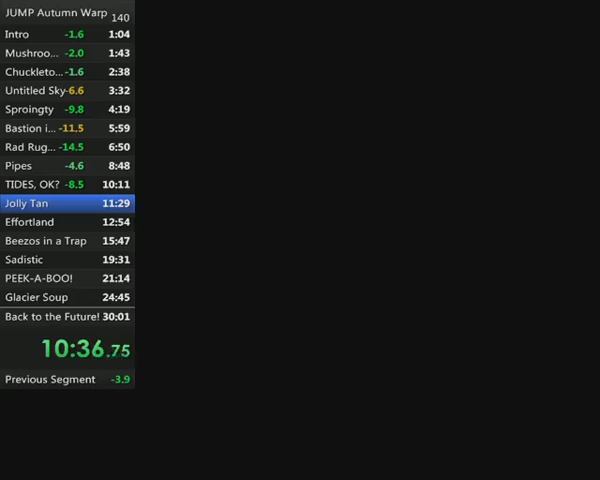 JUMP Autumn Warp 140
Intro -1.6 1:04
Mushroo... -2.0 1:43
Chuckleto... -1.6 2:38
Untitled Sky -6.6 3:32
Sproingty -9.8 4:19
Bastion i... -11.5 5:59
Rad Rug... -14.5 6:50
Pipes -4.6 8:48
TIDES, OK? -8.5 10:11
Jolly Tan 11:29
Effortland 12:54
Beezos in a Trap 15:47
Sadistic 19:31
PEEK-A-BOO! 21:14
Glacier Soup 24:45
Back to the Future! 30:01
10:36.75
Previous Segment -3.9